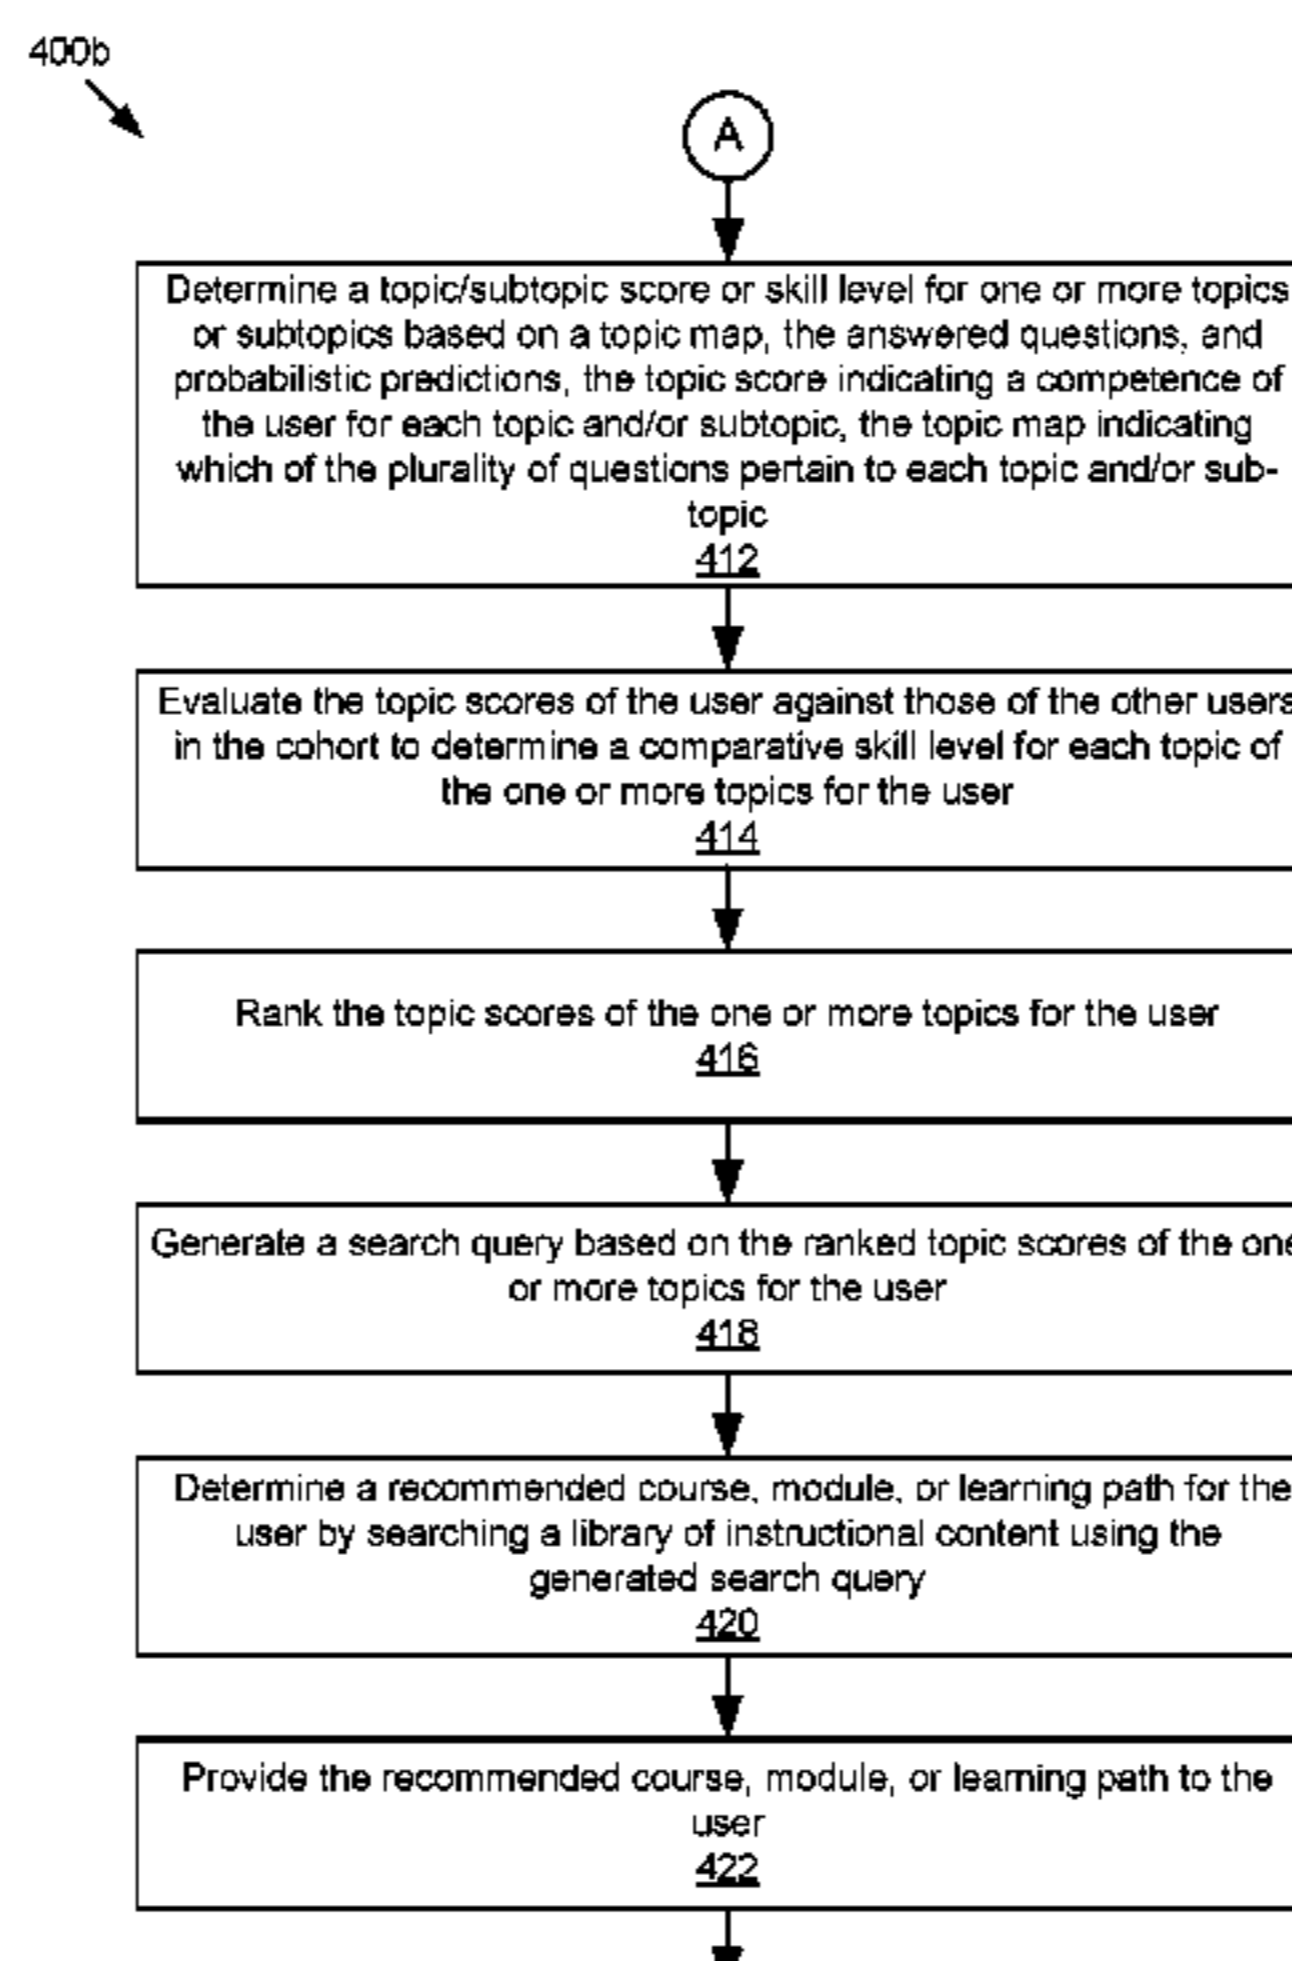 400b
A
Determine a topic/subtopic score or skill level for one or more topics
or subtopics based on a topic map, the answered questions, and
probabilistic predictions, the topic score indicating a competence of
the user for each topic and/or subtopic, the topic map indicating
which of the plurality of questions pertain to each topic and/or sub-
topic
412
Evaluate the topic scores of the user against those of the other users
in the cohort to determine a comparative skill level for each topic of
the one or more topics for the user
414
Rank the topic scores of the one or more topics for the user
416
Generate a search query based on the ranked topic scores of the one
or more topics for the user
418
Determine a recommended course, module, or learning path for the
user by searching a library of instructional content using the
generated search query
420
Provide the recommended course, module, or learning path to the
user
422